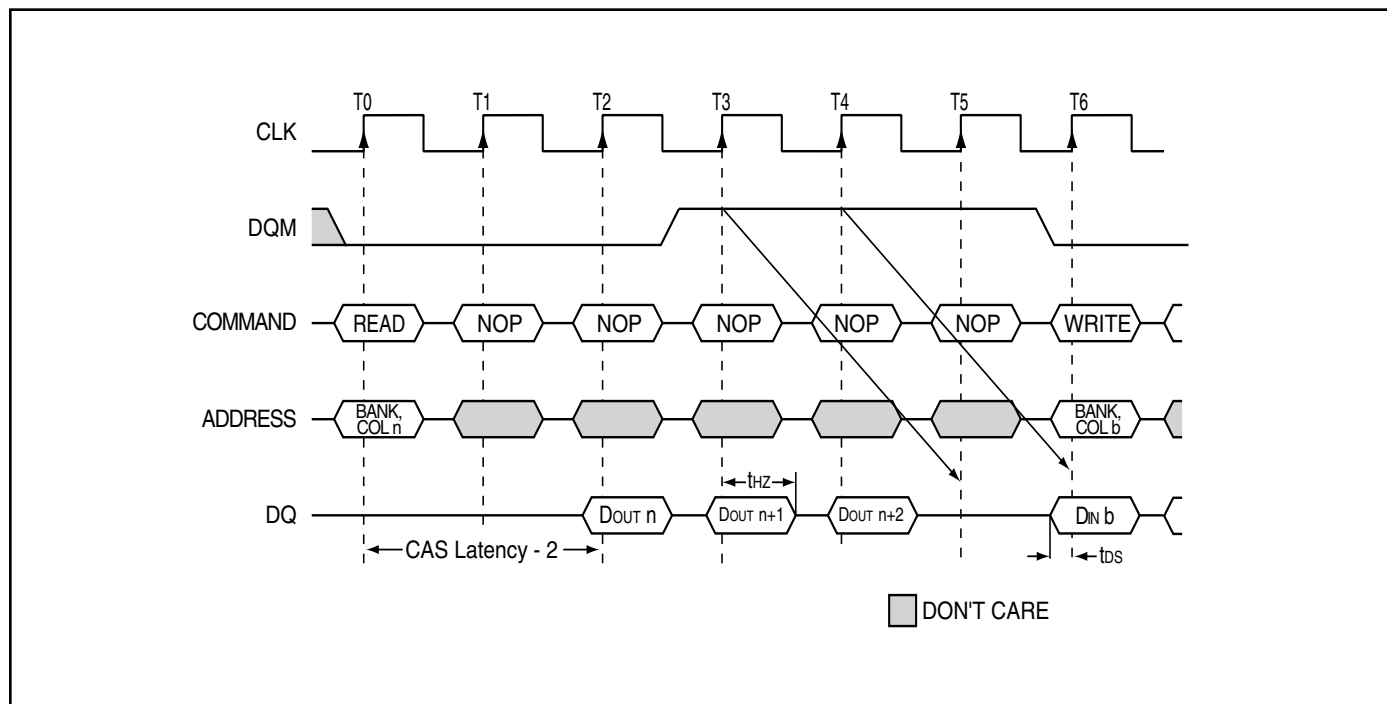 T0 T1 T2 T3 T4 T5 T6
CLK
DQM
COMMAND READ NOP NOP NOP NOP NOP WRITE
ADDRESS BANK, COL n BANK, COL b
tHZ
DQ DOUT n DOUT n+1 DOUT n+2 DIN b
CAS Latency - 2 tDS
DON'T CARE